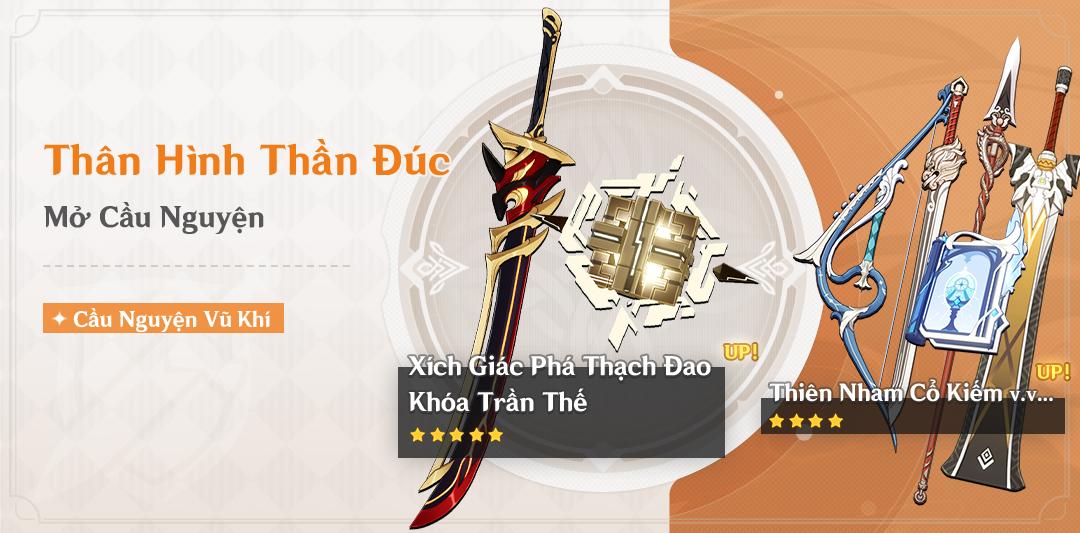 Thân Hình Thần Đúc
Mở Cầu Nguyện
Cầu Nguyện Vũ Khí
UP!
Xích Giác Phá Thạch Đao
Khóa Trần Thế
UP!
Thiên Nham Cổ Kiếm v.v...